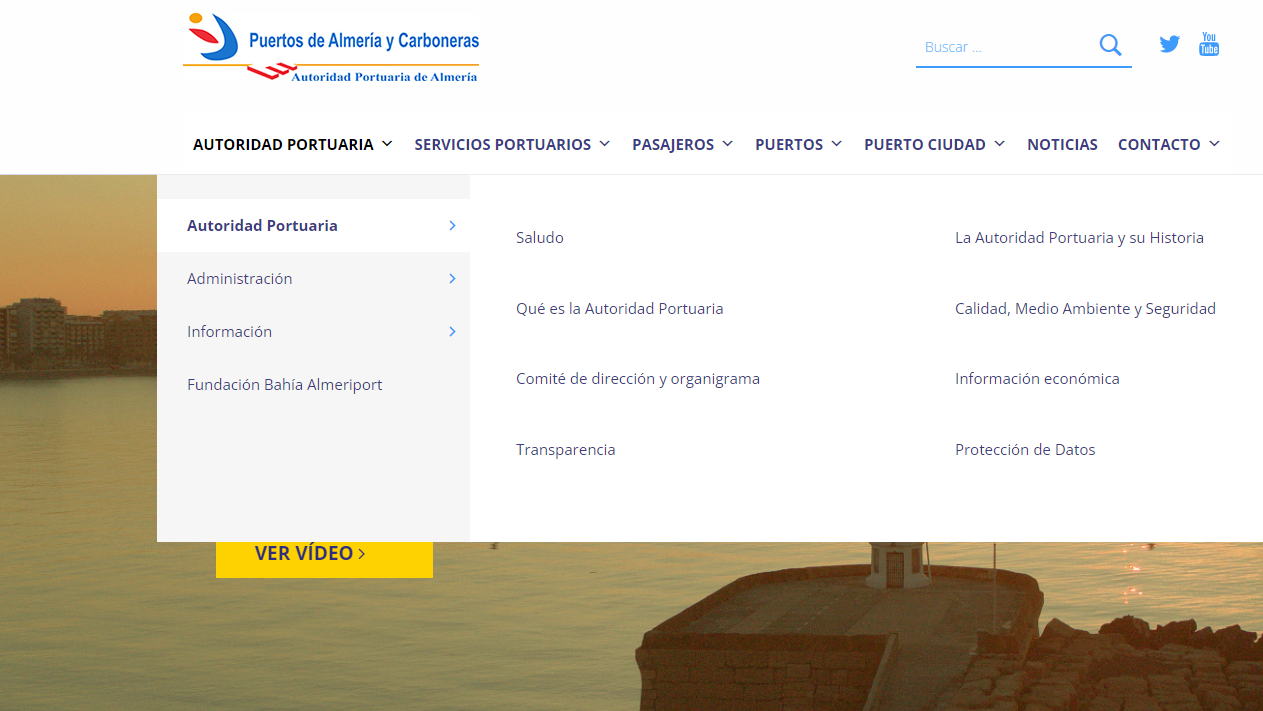 Puertos de Almería y Carboneras
Autoridad Portuaria de Almería
Buscar ...
You
Tube
AUTORIDAD PORTUARIA
SERVICIOS PORTUARIOS
PASAJEROS
PUERTOS
PUERTO CIUDAD
NOTICIAS
CONTACTO
Autoridad Portuaria
Administración
Información
Fundación Bahía Almeriport
Saludo
La Autoridad Portuaria y su Historia
Qué es la Autoridad Portuaria
Calidad, Medio Ambiente y Seguridad
Comité de dirección y organigrama
Información económica
Transparencia
Protección de Datos
VER VÍDEO